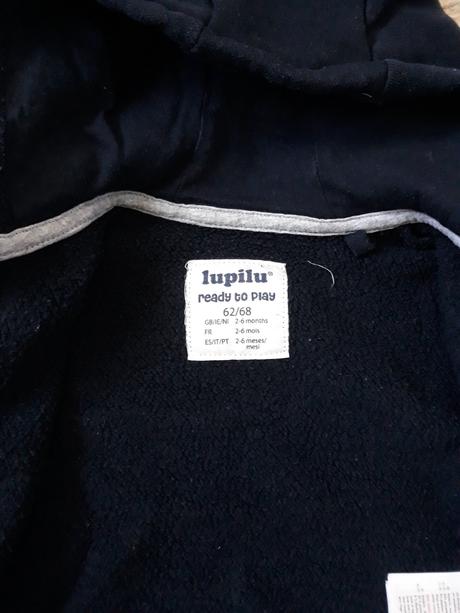 lupilu®
ready to play
62/68
GB/IE/NI 2-6 months
FR 2-6 mois
ES/IT/PT 2-6 meses/
mesi